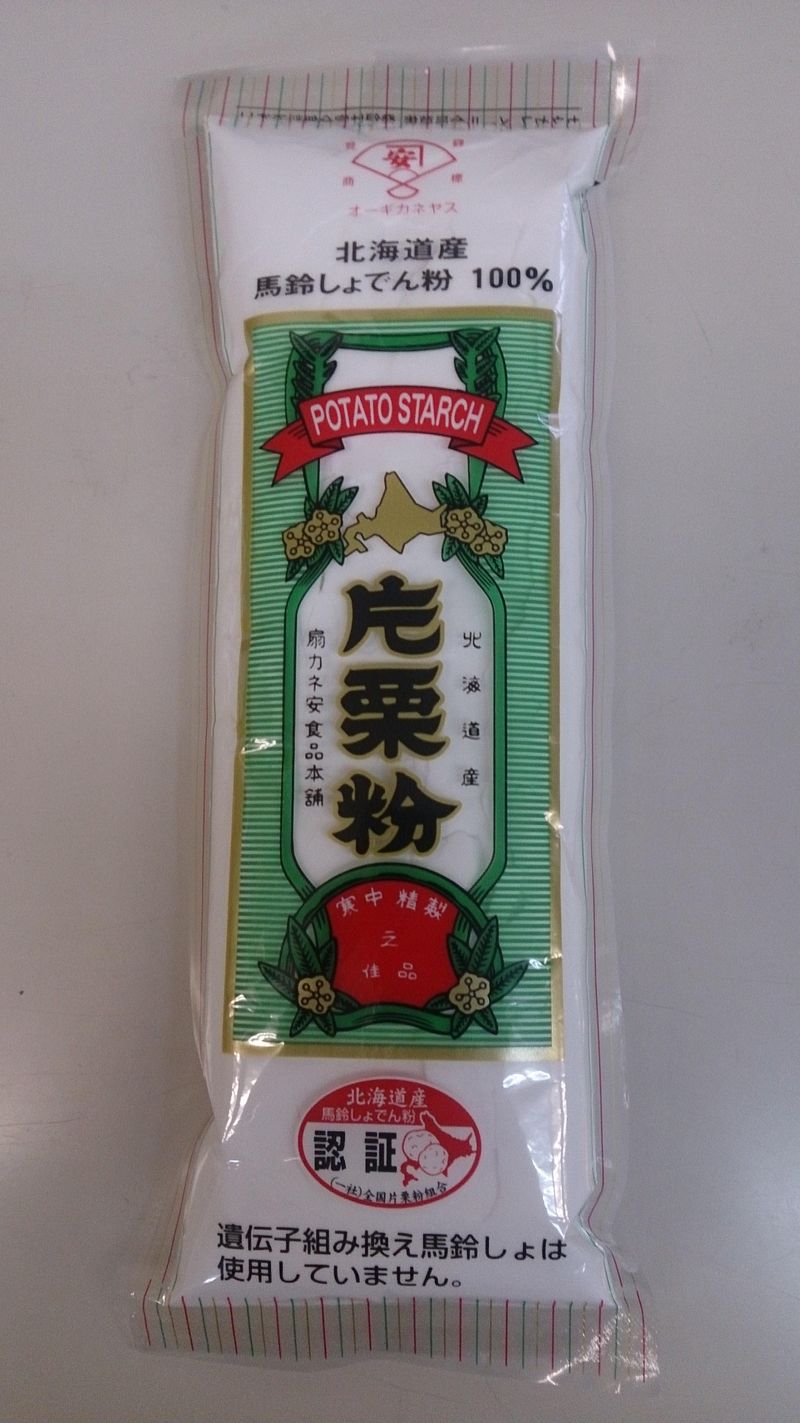 登録
安
商標
オーギカネヤス
北海道産
馬鈴しょでん粉 100%
POTATO STARCH
北海道産
片栗粉
扇カネ安食品本舗
寒中精製
之
佳品
北海道産
馬鈴しょでん粉
認証
(一社)全国片栗粉組合
遺伝子組み換え馬鈴しょは
使用していません。